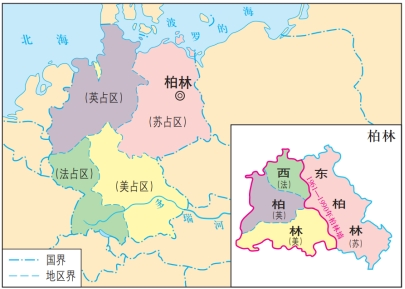 北海
波罗的海
柏林
(英占区)
(苏占区)
(法占区)
(美占区)
多瑙河
国界
地区界
柏林
西
(法)
东
柏
(英)
柏
林
(美)
林
(苏)
1961—1990年柏林墙